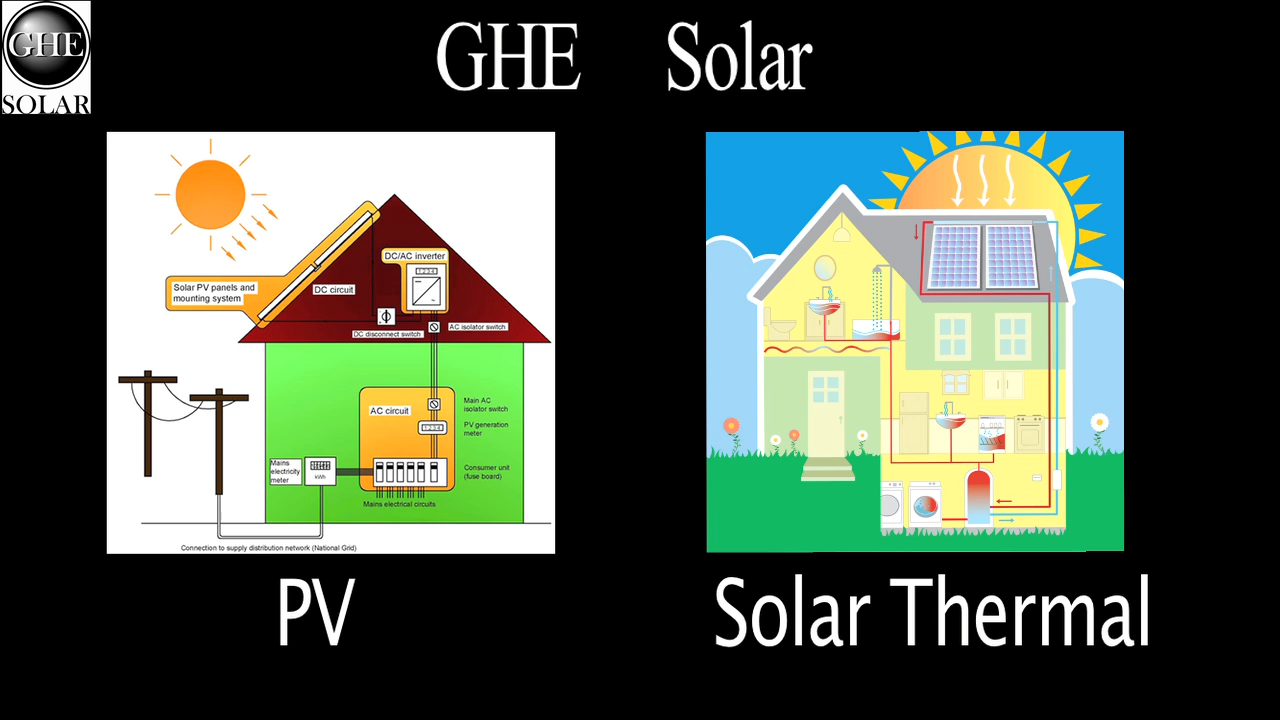 GHE
SOLAR
GHE Solar
DC/AC inverter
Solar PV panels and
mounting system
DC circuit
DC disconnect switch
AC isolator switch
AC circuit
Main AC
isolator switch
PV generation
meter
Mains
electricity
meter
kWh
Consumer unit
(fuse board)
Mains electrical circuits
Connection to supply distribution network (National Grid)
PV
Solar Thermal